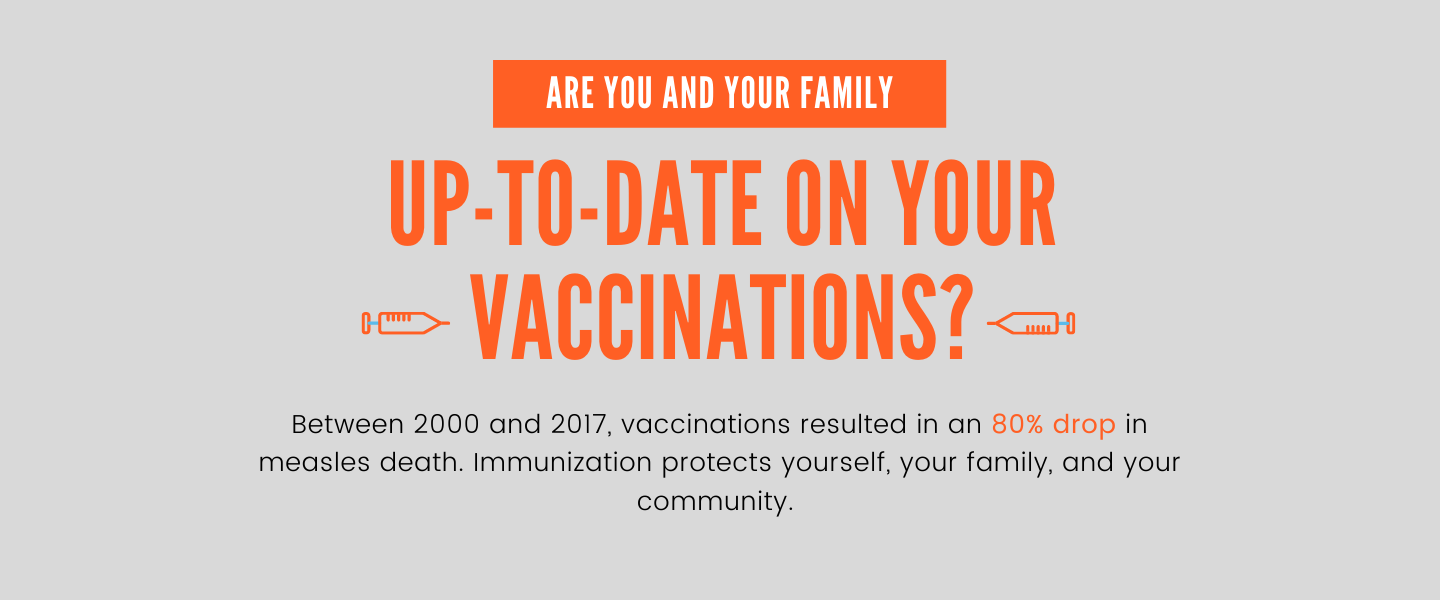 ARE YOU AND YOUR FAMILY
UP-TO-DATE ON YOUR
VACCINATIONS?
Between 2000 and 2017, vaccinations resulted in an 80% drop in
measles death. Immunization protects yourself, your family, and your
community.